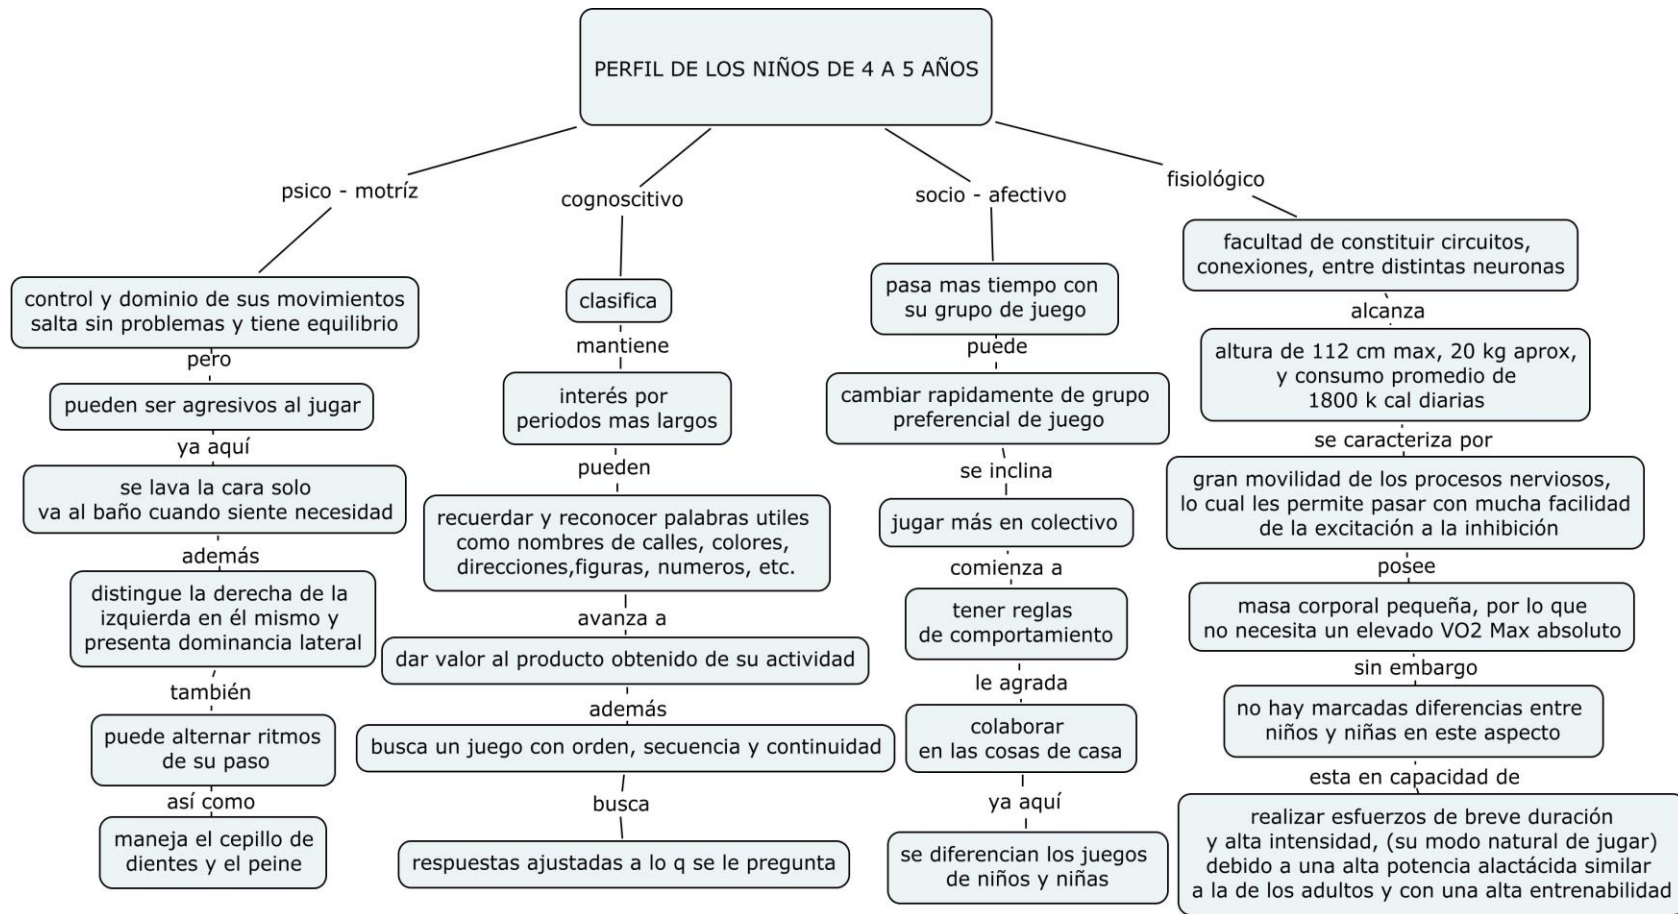 PERFIL DE LOS NIÑOS DE 4 A 5 AÑOS
psico - motríz
control y dominio de sus movimientos
salta sin problemas y tiene equilibrio
pero
pueden ser agresivos al jugar
ya aquí
se lava la cara solo
va al baño cuando siente necesidad
además
distingue la derecha de la
izquierda en él mismo y
presenta dominancia lateral
también
puede alternar ritmos
de su paso
así como
maneja el cepillo de
dientes y el peine
cognoscitivo
clasifica
mantiene
interés por
periodos mas largos
pueden
recuerdar y reconocer palabras utiles
como nombres de calles, colores,
direcciones,figuras, numeros, etc.
avanza a
dar valor al producto obtenido de su actividad
además
busca un juego con orden, secuencia y continuidad
busca
respuestas ajustadas a lo q se le pregunta
socio - afectivo
pasa mas tiempo con
su grupo de juego
puede
cambiar rapidamente de grupo
preferencial de juego
se inclina
jugar más en colectivo
comienza a
tener reglas
de comportamiento
le agrada
colaborar
en las cosas de casa
ya aquí
se diferencian los juegos
de niños y niñas
fisiológico
facultad de constituir circuitos,
conexiones, entre distintas neuronas
alcanza
altura de 112 cm max, 20 kg aprox,
y consumo promedio de
1800 k cal diarias
se caracteriza por
gran movilidad de los procesos nerviosos,
lo cual les permite pasar con mucha facilidad
de la excitación a la inhibición
posee
masa corporal pequeña, por lo que
no necesita un elevado VO2 Max absoluto
sin embargo
no hay marcadas diferencias entre
niños y niñas en este aspecto
esta en capacidad de
realizar esfuerzos de breve duración
y alta intensidad, (su modo natural de jugar)
debido a una alta potencia alactácida similar
a la de los adultos y con una alta entrenabilidad